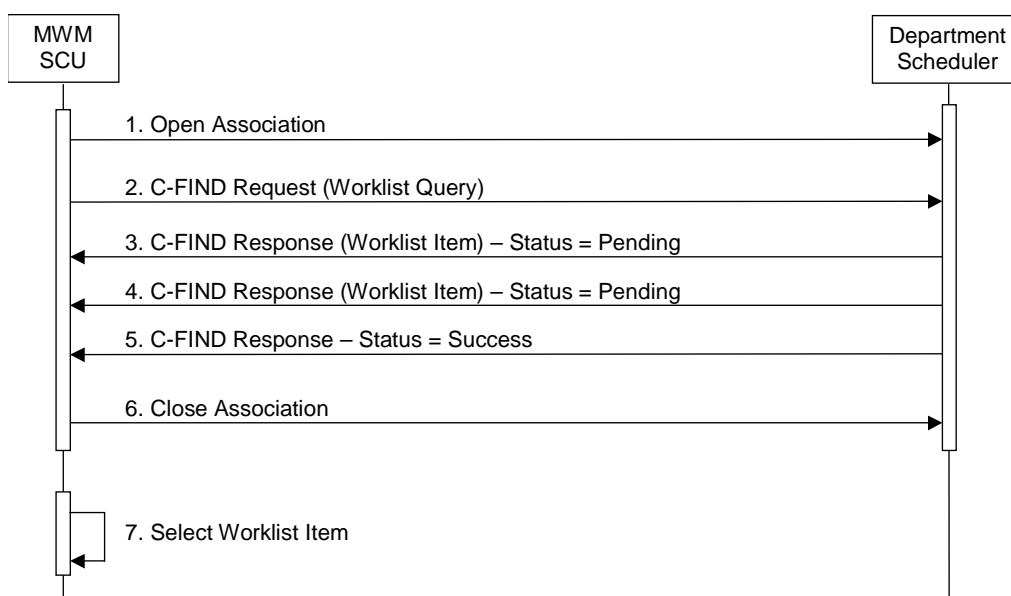 MWM
SCU
Department
Scheduler
1. Open Association
2. C-FIND Request (Worklist Query)
3. C-FIND Response (Worklist Item) – Status = Pending
4. C-FIND Response (Worklist Item) – Status = Pending
5. C-FIND Response – Status = Success
6. Close Association
7. Select Worklist Item